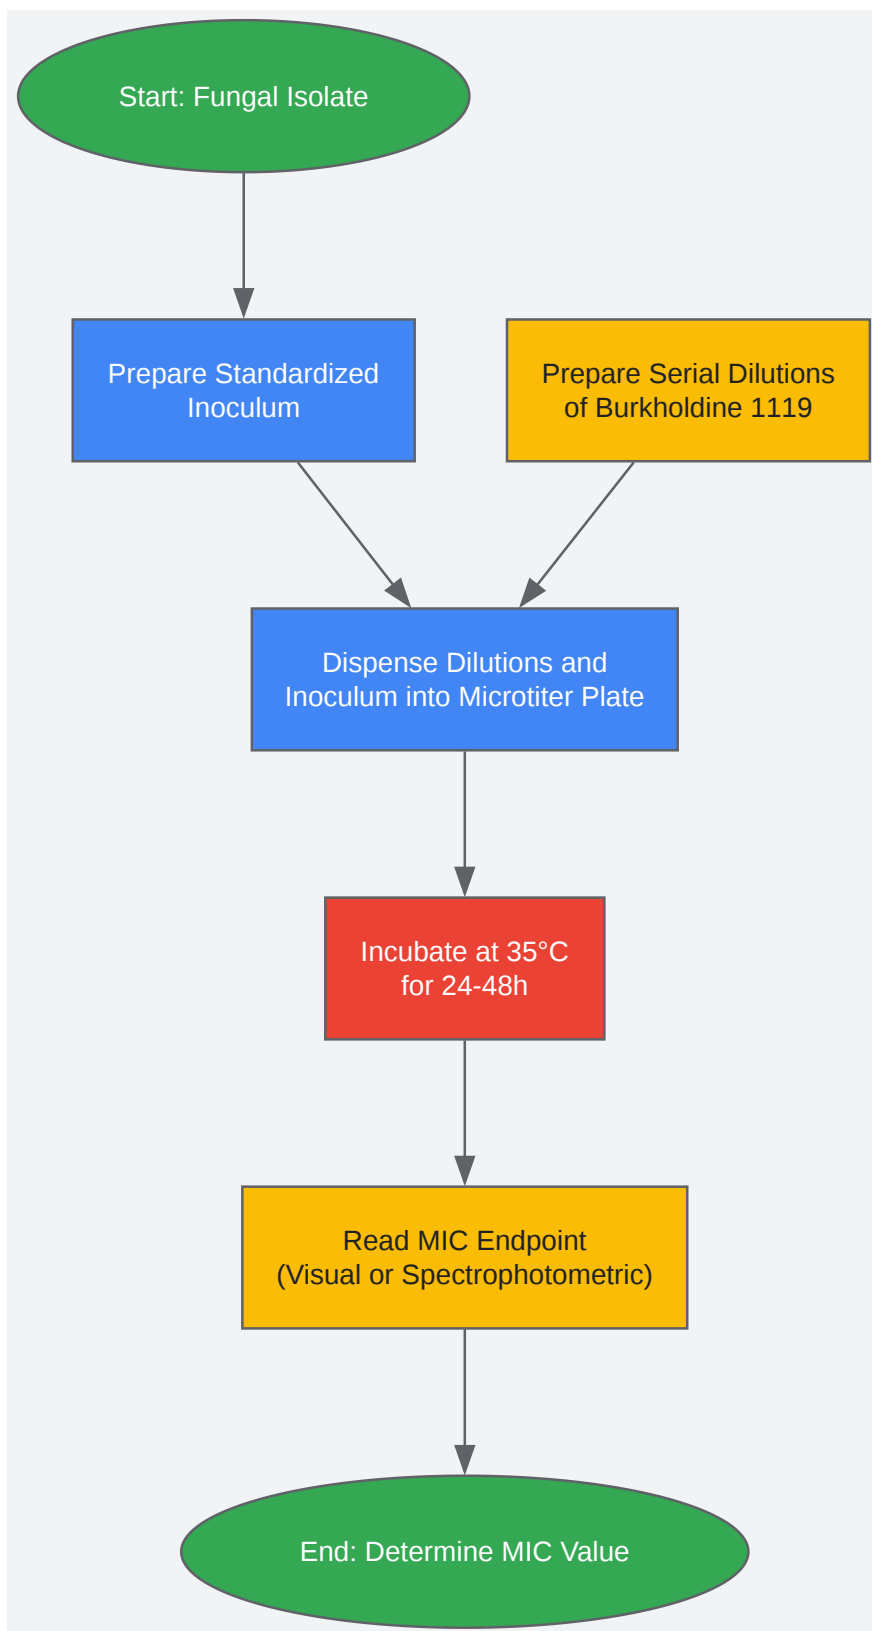 Start: Fungal Isolate
Prepare Standardized
Inoculum
Prepare Serial Dilutions
of Burkholdine 1119
Dispense Dilutions and
Inoculum into Microtiter Plate
Incubate at 35°C
for 24-48h
Read MIC Endpoint
(Visual or Spectrophotometric)
End: Determine MIC Value